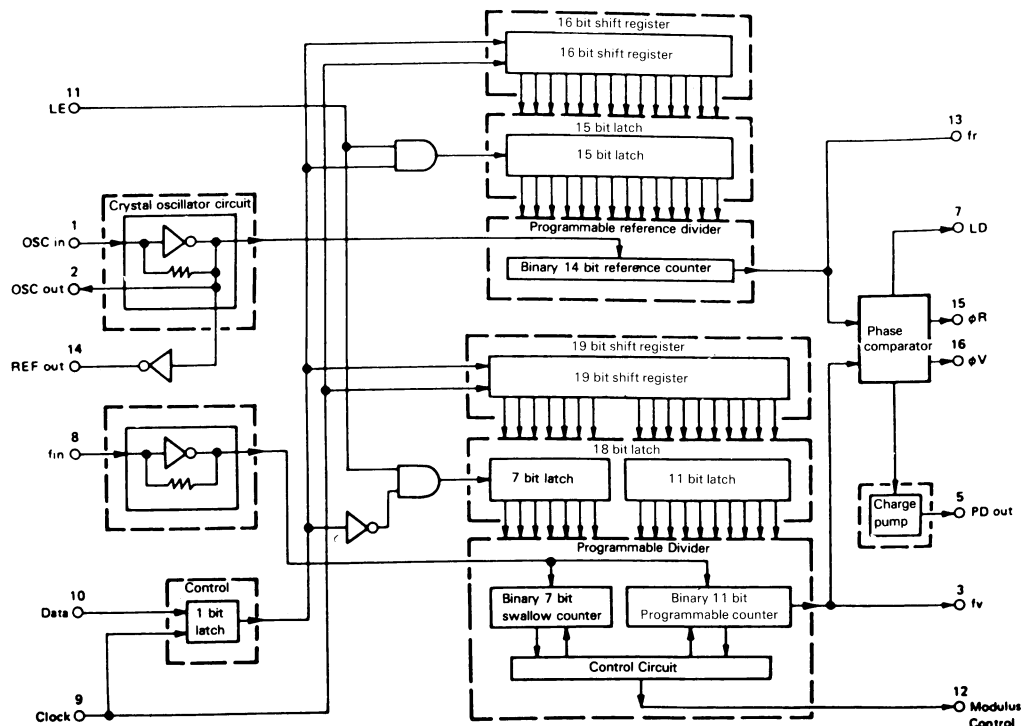 16 bit shift register
16 bit shift register
11
LE
15 bit latch
15 bit latch
13
fr
Crystal oscillator circuit
1
OSC in
2
OSC out
Programmable reference divider
Binary 14 bit reference counter
7
LD
14
REF out
Phase
comparator
15
φR
16
φV
19 bit shift register
19 bit shift register
8
fin
18 bit latch
7 bit latch
11 bit latch
Charge
pump
5
PD out
Programmable Divider
Binary 7 bit
swallow counter
Binary 11 bit
Programmable counter
3
fv
Control
10
Data
1 bit
latch
Control Circuit
9
Clock
12
Modulus
Control